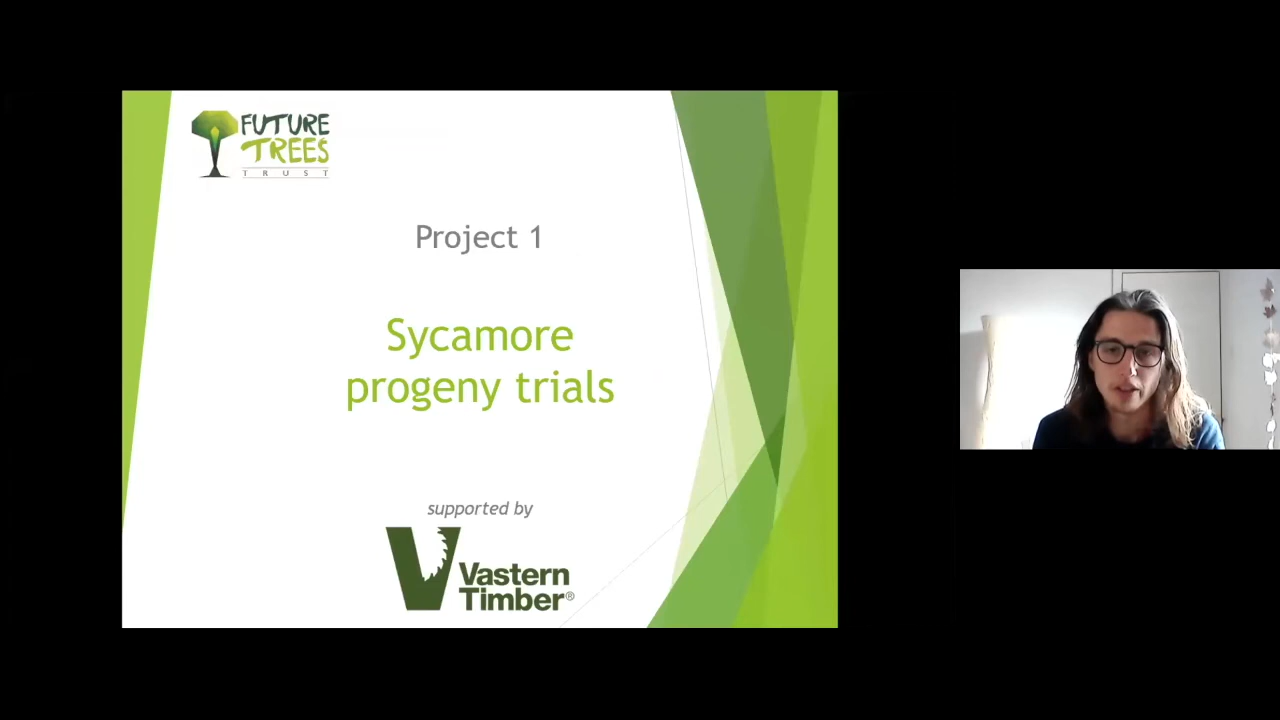 FUTURE
TREES
TRUST
Project 1
Sycamore
progeny trials
supported by
Vastern
Timber®